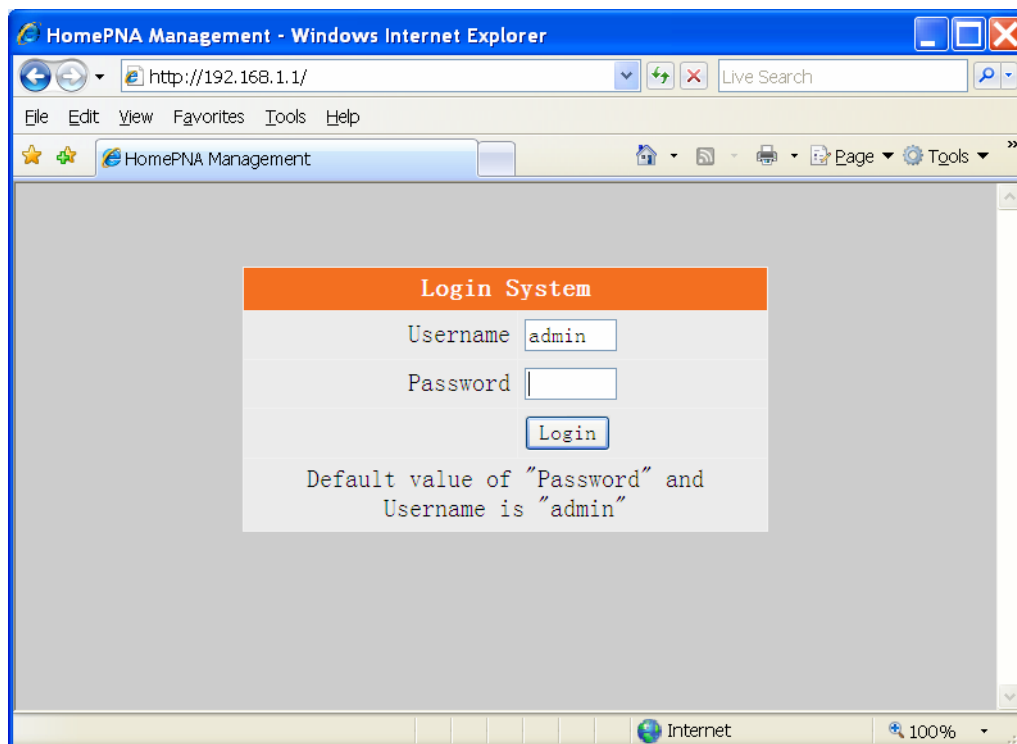 HomePNA Management - Windows Internet Explorer
http://192.168.1.1/
Live Search
File Edit View Favorites Tools Help
HomePNA Management
Page Tools »
Login System
Username admin
Password
Login
Default value of "Password" and
Username is "admin"
Internet 100%